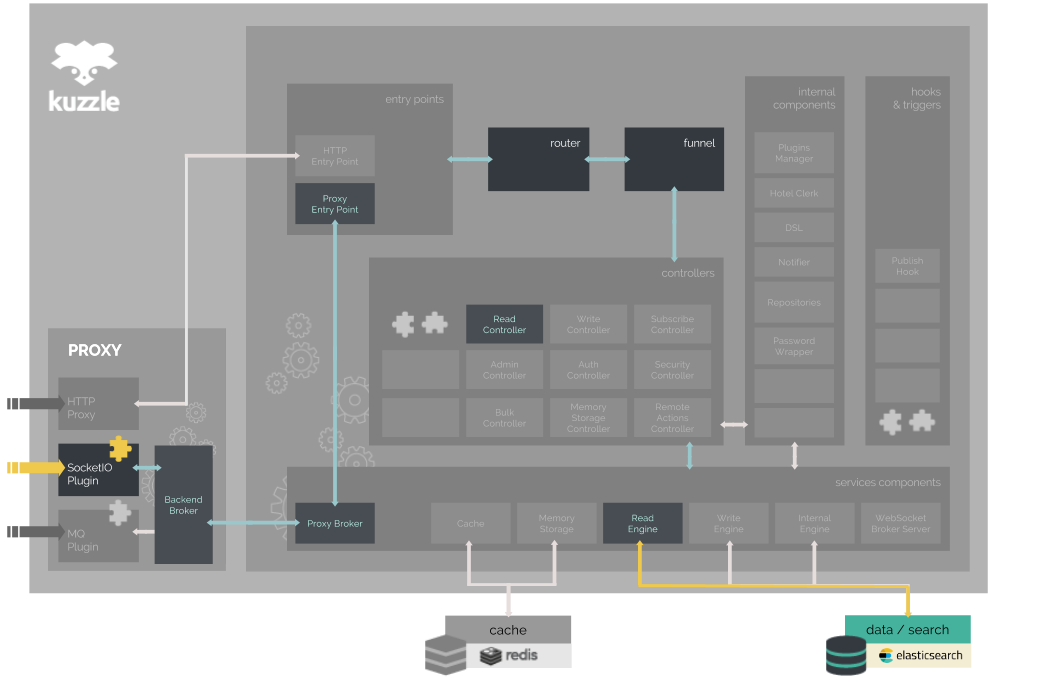 kuzzle
entry points
HTTP
Entry Point
Proxy
Entry Point
router
funnel
internal
components
Plugins
Manager
Hotel Clerk
DSL
Notifier
Repositories
Password
Wrapper
hooks
& triggers
Publish
Hook
controllers
Read
Controller
Write
Controller
Subscribe
Controller
Admin
Controller
Auth
Controller
Security
Controller
Bulk
Controller
Memory
Storage
Controller
Remote
Actions
Controller
PROXY
HTTP
Proxy
SocketIO
Plugin
MQ
Plugin
Backend
Broker
services components
Proxy Broker
Cache
Memory
Storage
Read
Engine
Write
Engine
Internal
Engine
WebSocket
Broker Server
cache
redis
data / search
elasticsearch